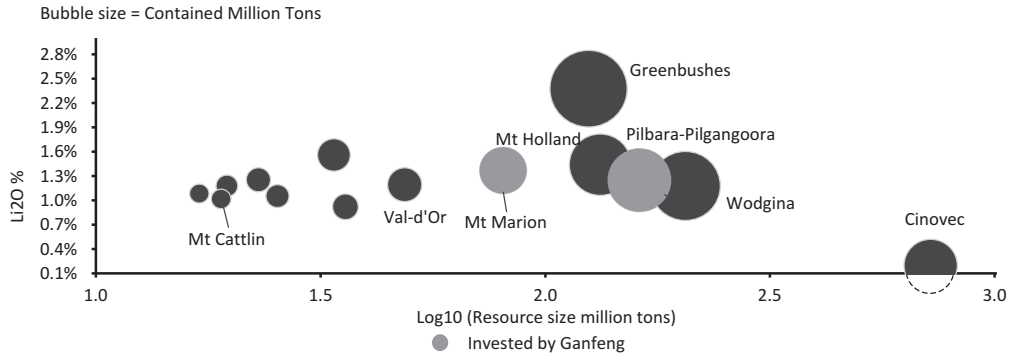 Bubble size = Contained Million Tons
Li2O %
2.8%
2.5%
2.2%
1.9%
1.6%
1.3%
1.0%
0.7%
0.4%
0.1%
Greenbushes
Mt Holland
Pilbara-Pilgangoora
Val-d'Or
Mt Marion
Wodgina
Mt Cattlin
Cinovec
1.0
1.5
2.0
2.5
3.0
Log10 (Resource size million tons)
Invested by Ganfeng